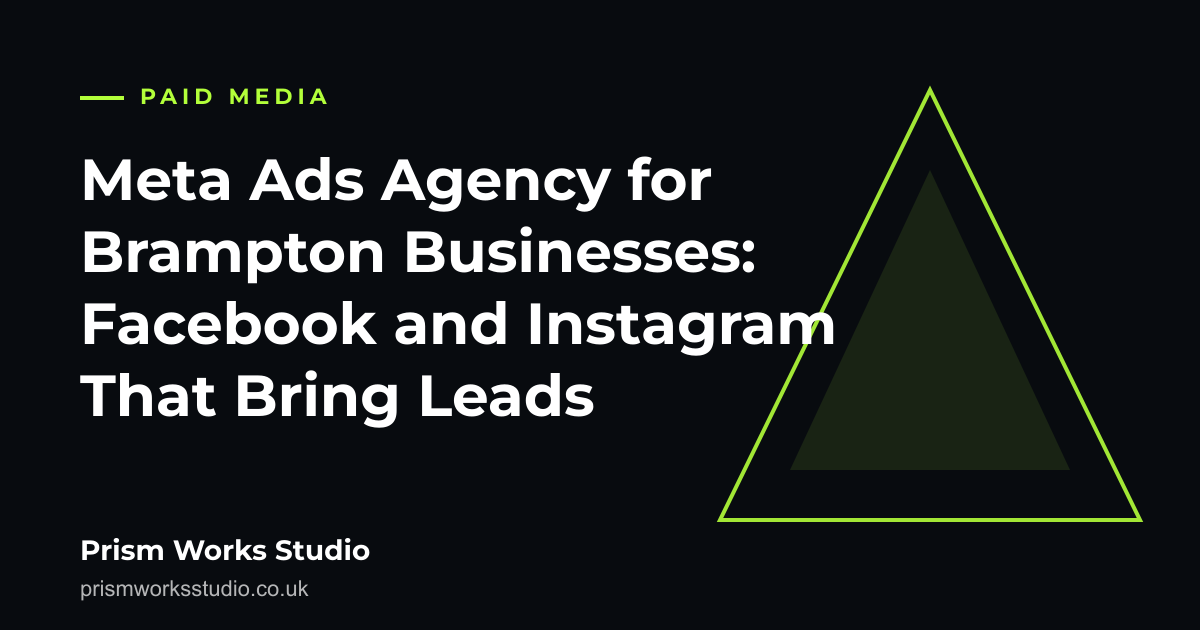 PAID MEDIA
Meta Ads Agency for
Brampton Businesses:
Facebook and Instagram
That Bring Leads
Prism Works Studio
prismworksstudio.co.uk